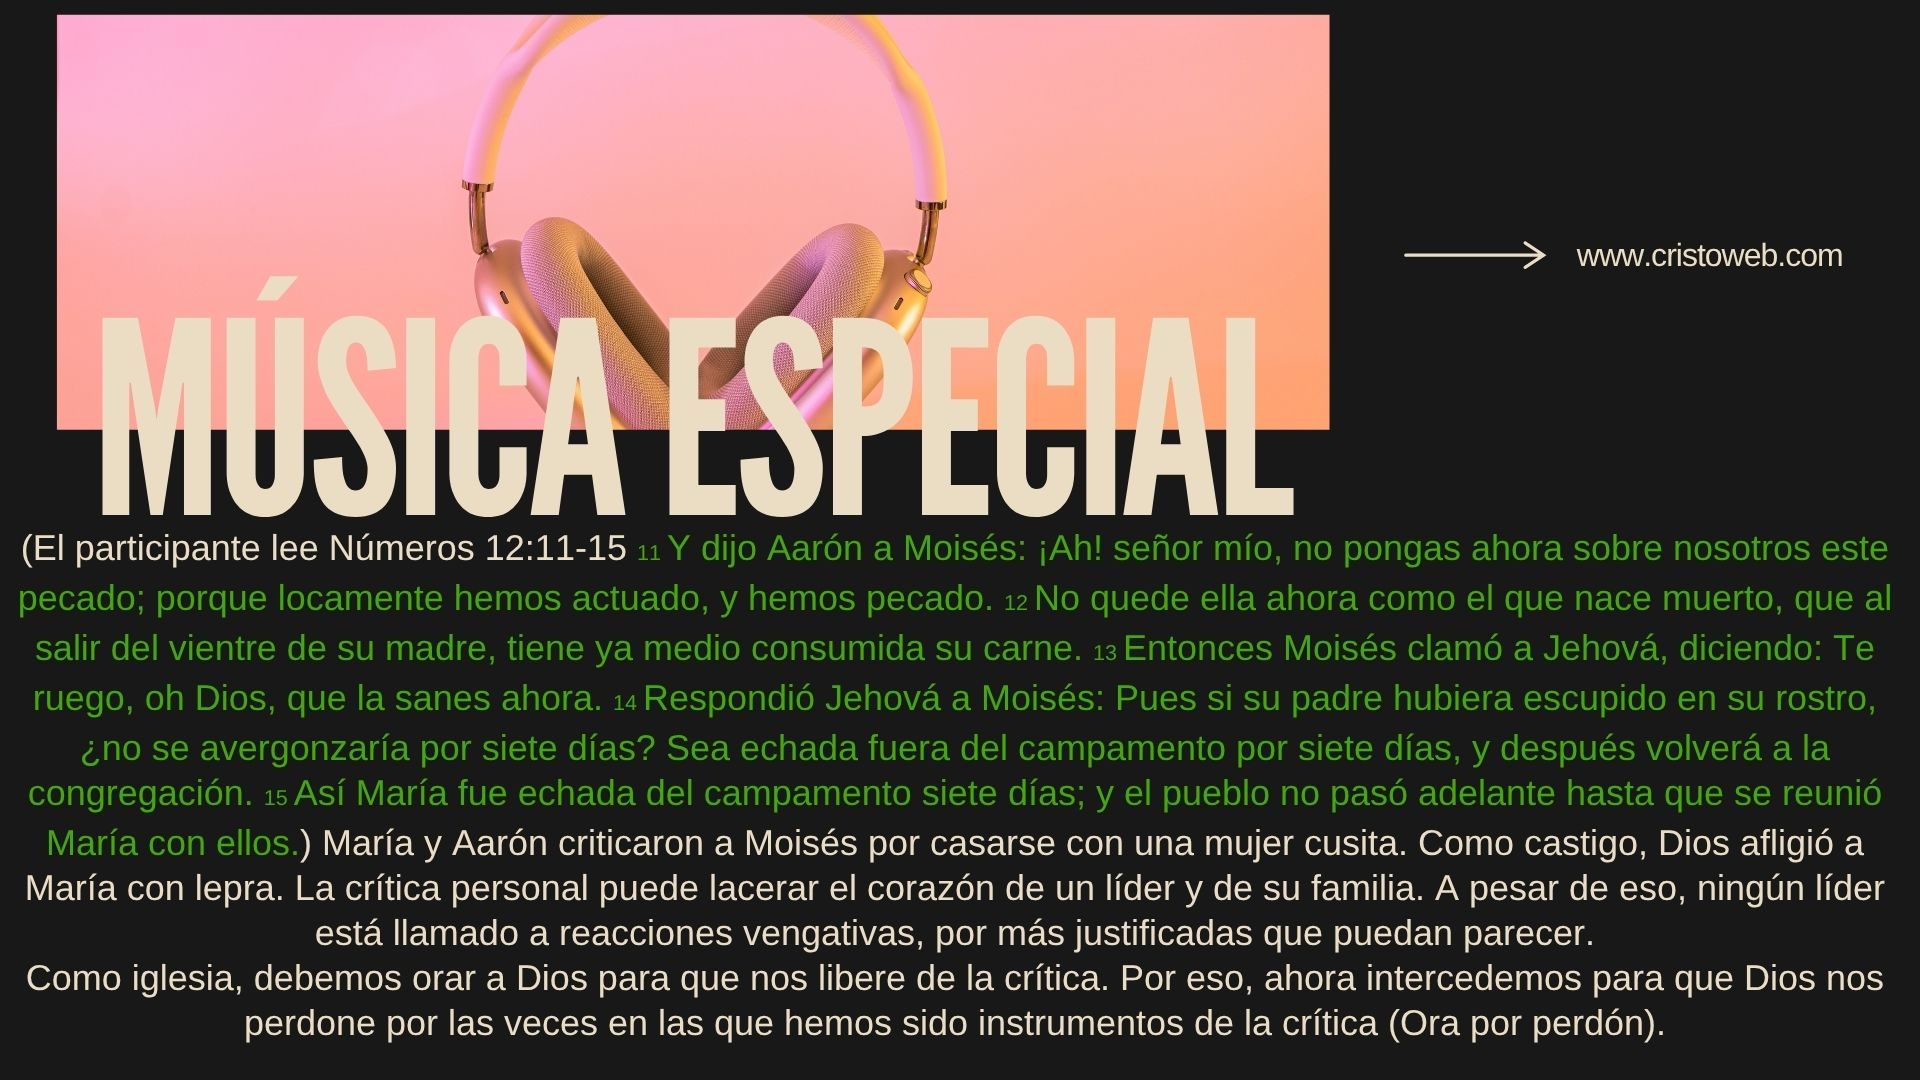 www.cristoweb.com
MÚSICA ESPECIAL
(El participante lee Números 12:11-15 11 Y dijo Aarón a Moisés: ¡Ah! señor mío, no pongas ahora sobre nosotros este
pecado; porque locamente hemos actuado, y hemos pecado. 12 No quede ella ahora como el que nace muerto, que al
salir del vientre de su madre, tiene ya medio consumida su carne. 13 Entonces Moisés clamó a Jehová, diciendo: Te
ruego, oh Dios, que la sanes ahora. 14 Respondió Jehová a Moisés: Pues si su padre hubiera escupido en su rostro,
¿no se avergonzaría por siete días? Sea echada fuera del campamento por siete días, y después volverá a la
congregación. 15 Así María fue echada del campamento siete días; y el pueblo no pasó adelante hasta que se reunió
María con ellos.) María y Aarón criticaron a Moisés por casarse con una mujer cusita. Como castigo, Dios afligió a
María con lepra. La crítica personal puede lacerar el corazón de un líder y de su familia. A pesar de eso, ningún líder
está llamado a reacciones vengativas, por más justificadas que puedan parecer.
Como iglesia, debemos orar a Dios para que nos libere de la crítica. Por eso, ahora intercedemos para que Dios nos
perdone por las veces en las que hemos sido instrumentos de la crítica (Ora por perdón).